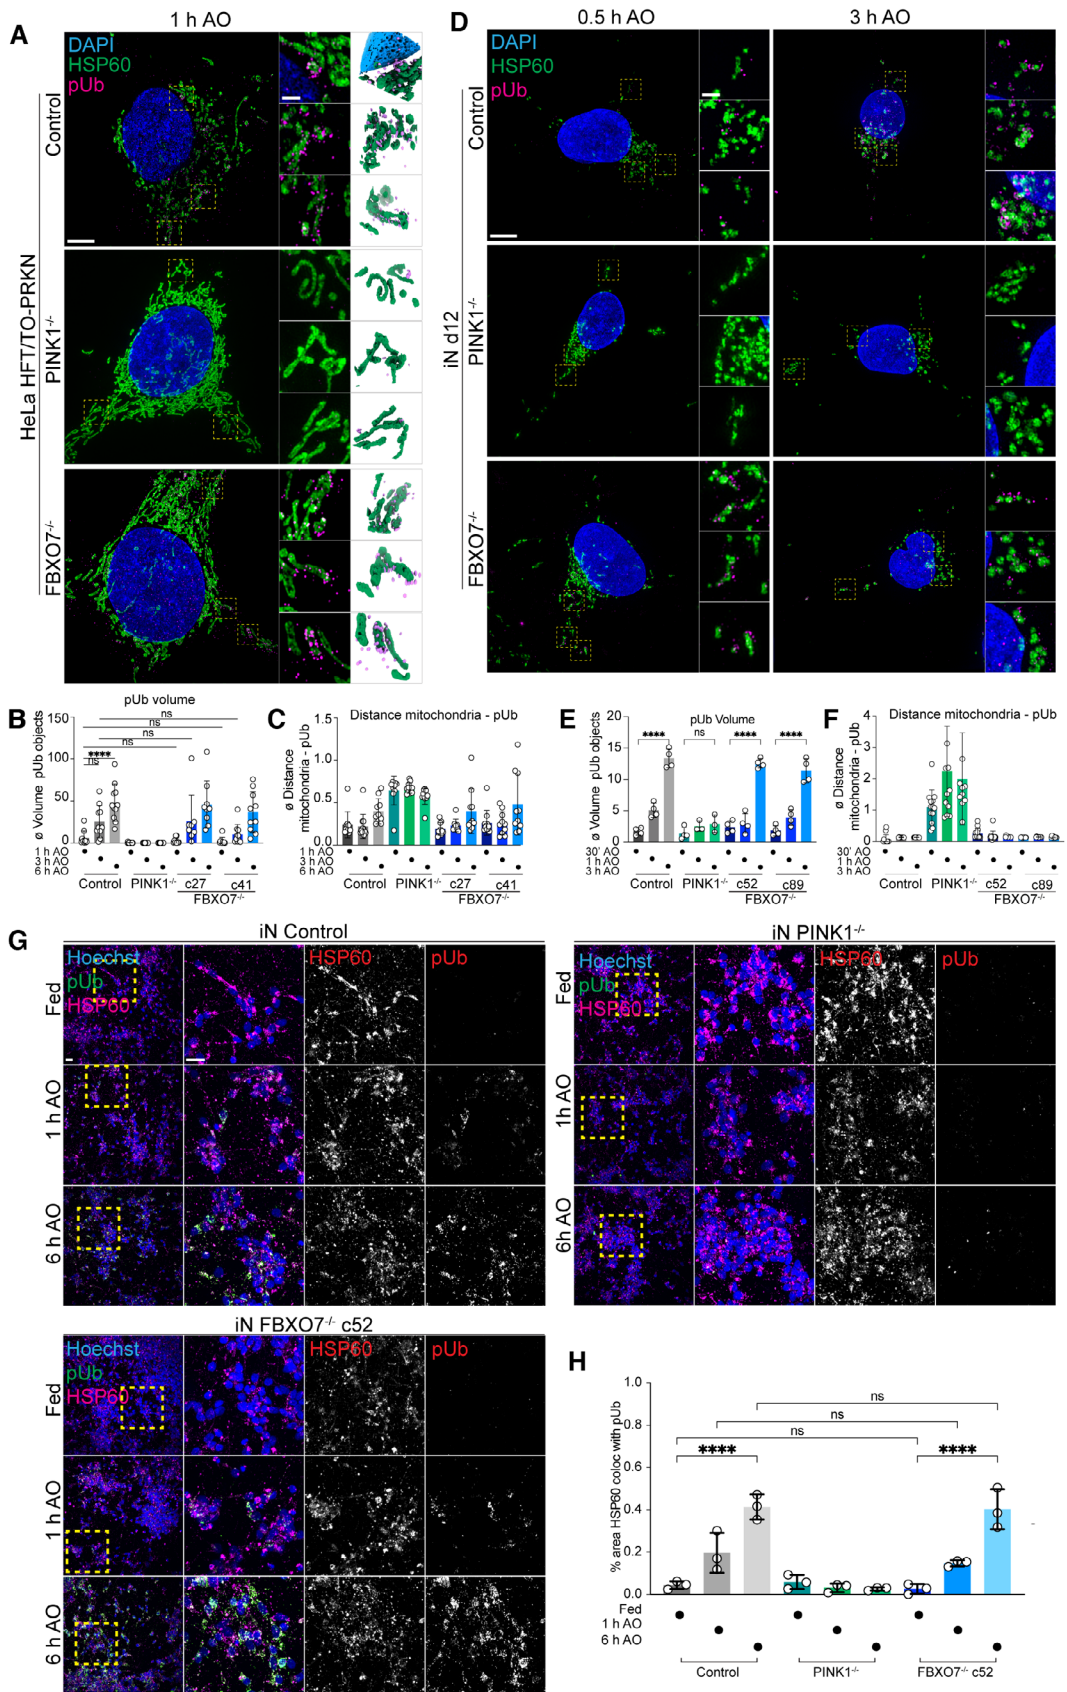 A
1 h AO
DAPI
HSP60
pUb
Control
PINK1-/-
FBXO7-/-
HeLa HFT/TO-PRKN
D
0.5 h AO
3 h AO
DAPI
HSP60
pUb
Control
PINK1-/-
FBXO7-/-
iN d12
B
pUb volume
ø Volume pUb objects
150
100
50
0
ns
ns
ns
ns
****
ns
1 h AO
3 h AO
6 h AO
Control
PINK1-/-
c27
c41
FBXO7-/-
C
Distance mitochondria - pUb
ø Distance
mitochondria - pUb
1.5
1.0
0.5
0.0
1 h AO
3 h AO
6 h AO
Control
PINK1-/-
c27
c41
FBXO7-/-
E
pUb Volume
ø Volume pUb objects
20
15
10
5
0
****
ns
****
****
30' AO
1 h AO
3 h AO
Control
PINK1-/-
c52
c89
FBXO7-/-
F
Distance mitochondria - pUb
ø Distance
mitochondria - pUb
4
3
2
1
0
30' AO
1 h AO
3 h AO
Control
PINK1-/-
c52
c89
FBXO7-/-
G
iN Control
Hoechst
pUb
HSP60
HSP60
pUb
Fed
1h AO
6 h AO
iN PINK1-/-
Hoechst
pUb
HSP60
HSP60
pUb
Fed
1h AO
6h AO
iN FBXO7-/- c52
Hoechst
pUb
HSP60
HSP60
pUb
Fed
1h AO
6 h AO
H
% area HSP60 coloc with pUb
1.0
0.8
0.6
0.4
0.2
0.0
ns
ns
ns
****
****
Fed
1 h AO
6 h AO
Control
PINK1-/-
FBXO7-/- c52